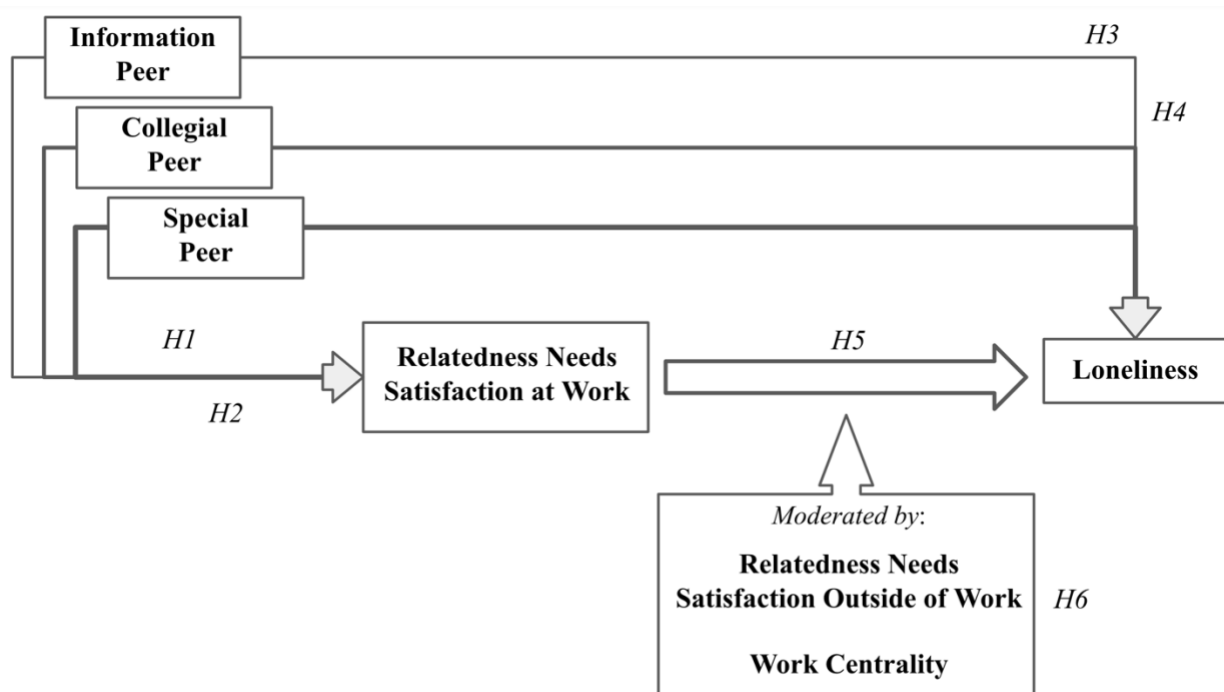 Information
Peer
H3
H4
Collegial
Peer
Special
Peer
H1
H2
Relatedness Needs
Satisfaction at Work
H5
Loneliness
Moderated by:
Relatedness Needs
Satisfaction Outside of Work
H6
Work Centrality